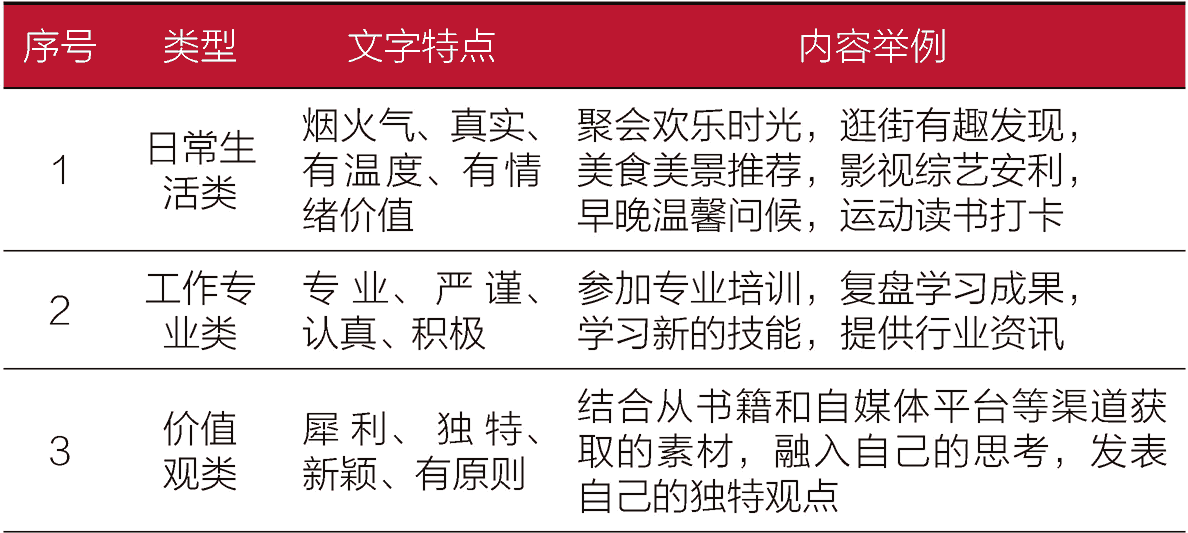 序号 类型 文字特点 内容举例
1
日常生
活类
烟火气、真实、
有温度、有情
绪价值
聚会欢乐时光，逛街有趣发现，
美食美景推荐，影视综艺安利，
早晚温馨问候，运动读书打卡
2
工作专
业类
专业、严谨、
认真、积极
参加专业培训，复盘学习成果，
学习新的技能，提供行业资讯
3
价值
观类
犀利、独特、
新颖、有原则
结合从书籍和自媒体平台等渠道获
取的素材，融入自己的思考，发表
自己的独特观点